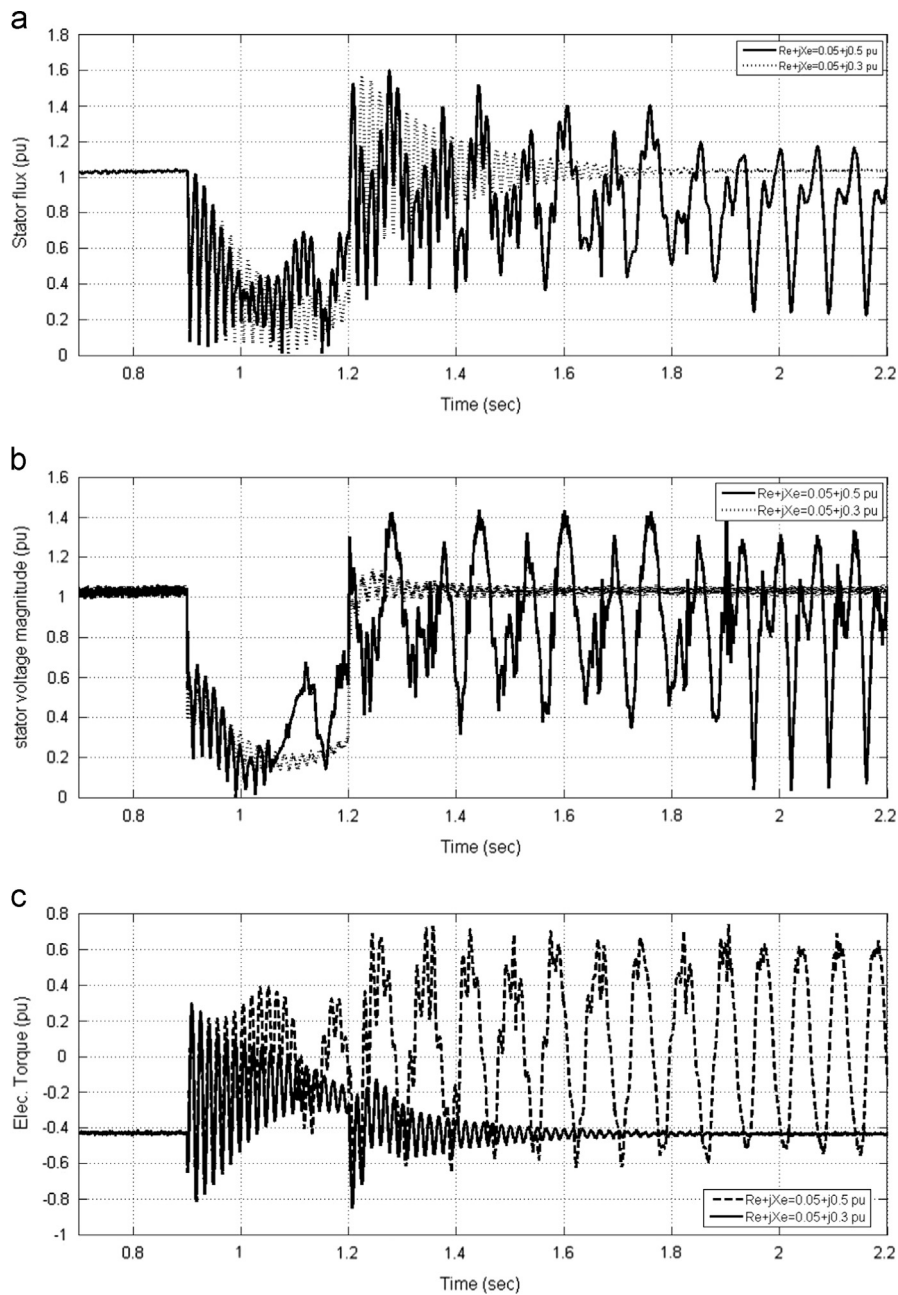 a
1.8
1.6
1.4
1.2
1
0.8
0.6
0.4
0.2
0
Stator flux (pu)
Re+jXe=0.05+j0.5 pu
Re+jXe=0.05+j0.3 pu
0.8 1 1.2 1.4 1.6 1.8 2 2.2
Time (sec)
b
1.6
1.4
1.2
1
0.8
0.6
0.4
0.2
0
stator voltage magnitude (pu)
Re+jXe=0.05+j0.5 pu
Re+jXe=0.05+j0.3 pu
0.8 1 1.2 1.4 1.6 1.8 2 2.2
Time (sec)
c
0.8
0.6
0.4
0.2
0
-0.2
-0.4
-0.6
-0.8
-1
Elec. Torque (pu)
Re+jXe=0.05+j0.5 pu
Re+jXe=0.05+j0.3 pu
0.8 1 1.2 1.4 1.6 1.8 2 2.2
Time (sec)